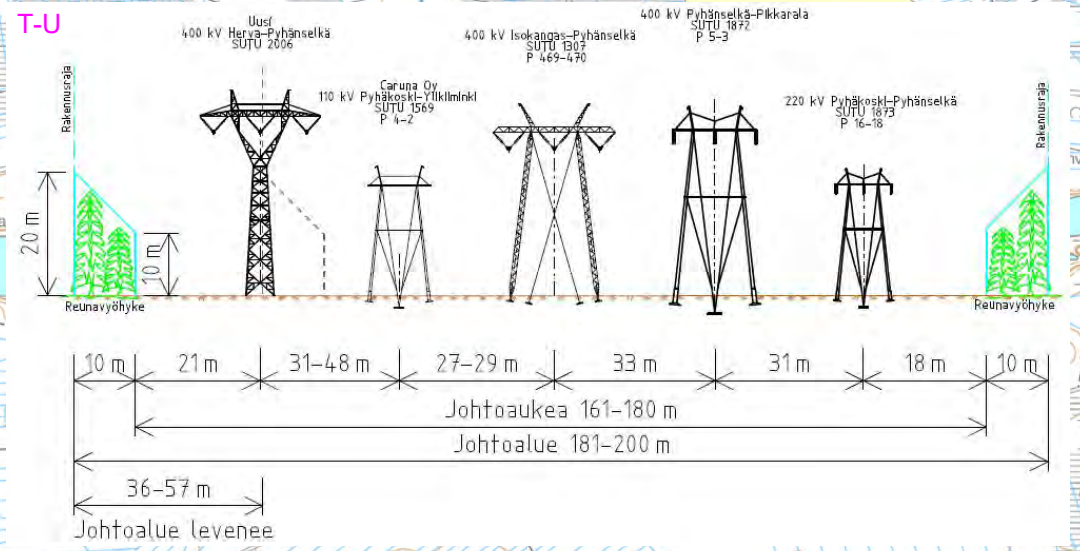 T-U
Uusi
400 kV Herva-Pyhänselkä
SUTU 2006
Caruna Oy
110 kV Pyhäkoski-Ylikiiminki
SUTU 1569
P 4-2
400 kV Isokangas-Pyhänselkä
SUTU 1307
P 469-470
400 kV Pyhänselkä-Pikkarala
SUTU 1872
P 5-3
220 kV Pyhäkoski-Pyhänselkä
SUTU 1873
P 16-18
Rakennusraja
Rakennusraja
20 m
10 m
Reunavyöhyke
Reunavyöhyke
10 m
21 m
31-48 m
27-29 m
33 m
31 m
18 m
10 m
Johtoaukea 161-180 m
Johtoalue 181-200 m
36-57 m
Johtoalue levenee